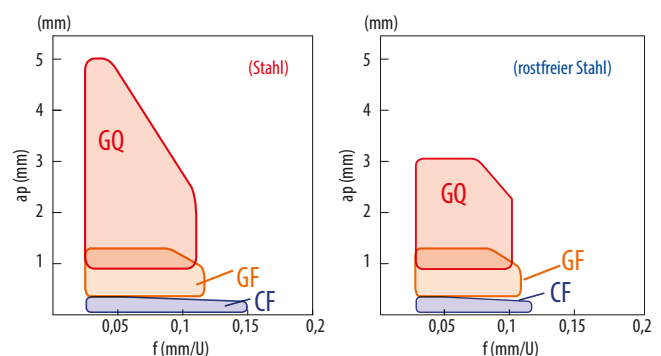 (mm)
5
4
3
2
1
ap (mm)
(Stahl)
GQ
GF
CF
0,05
0,1
0,15
0,2
f (mm/U)
(mm)
5
4
3
2
1
ap (mm)
(rostfreier Stahl)
GQ
GF
CF
0,05
0,1
0,15
0,2
f (mm/U)